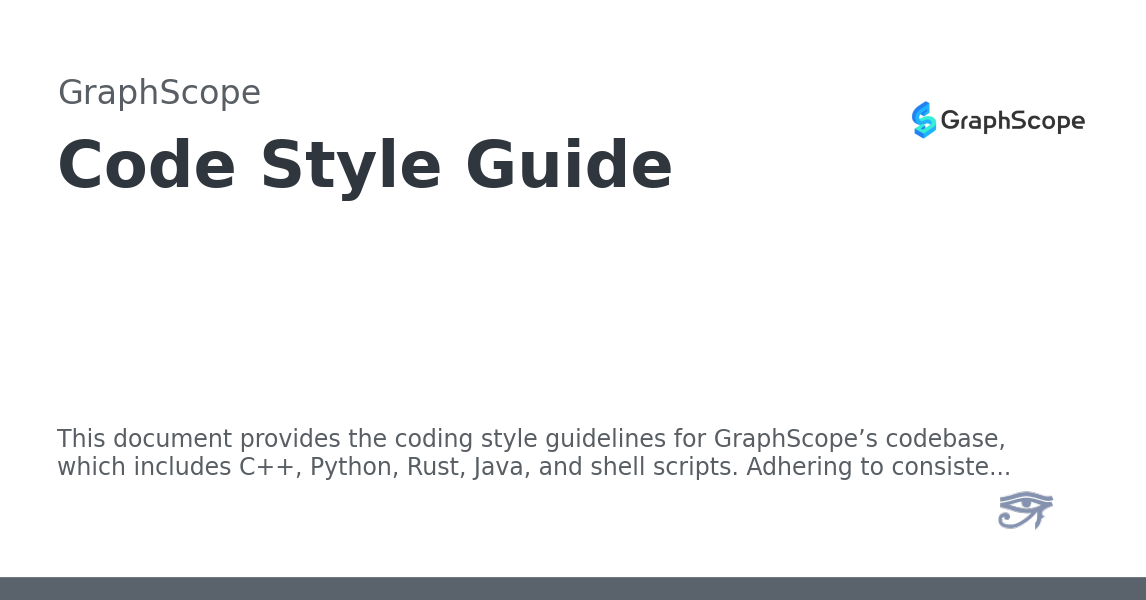 GraphScope
GraphScope
Code Style Guide
This document provides the coding style guidelines for GraphScope’s codebase,
which includes C++, Python, Rust, Java, and shell scripts. Adhering to consiste...